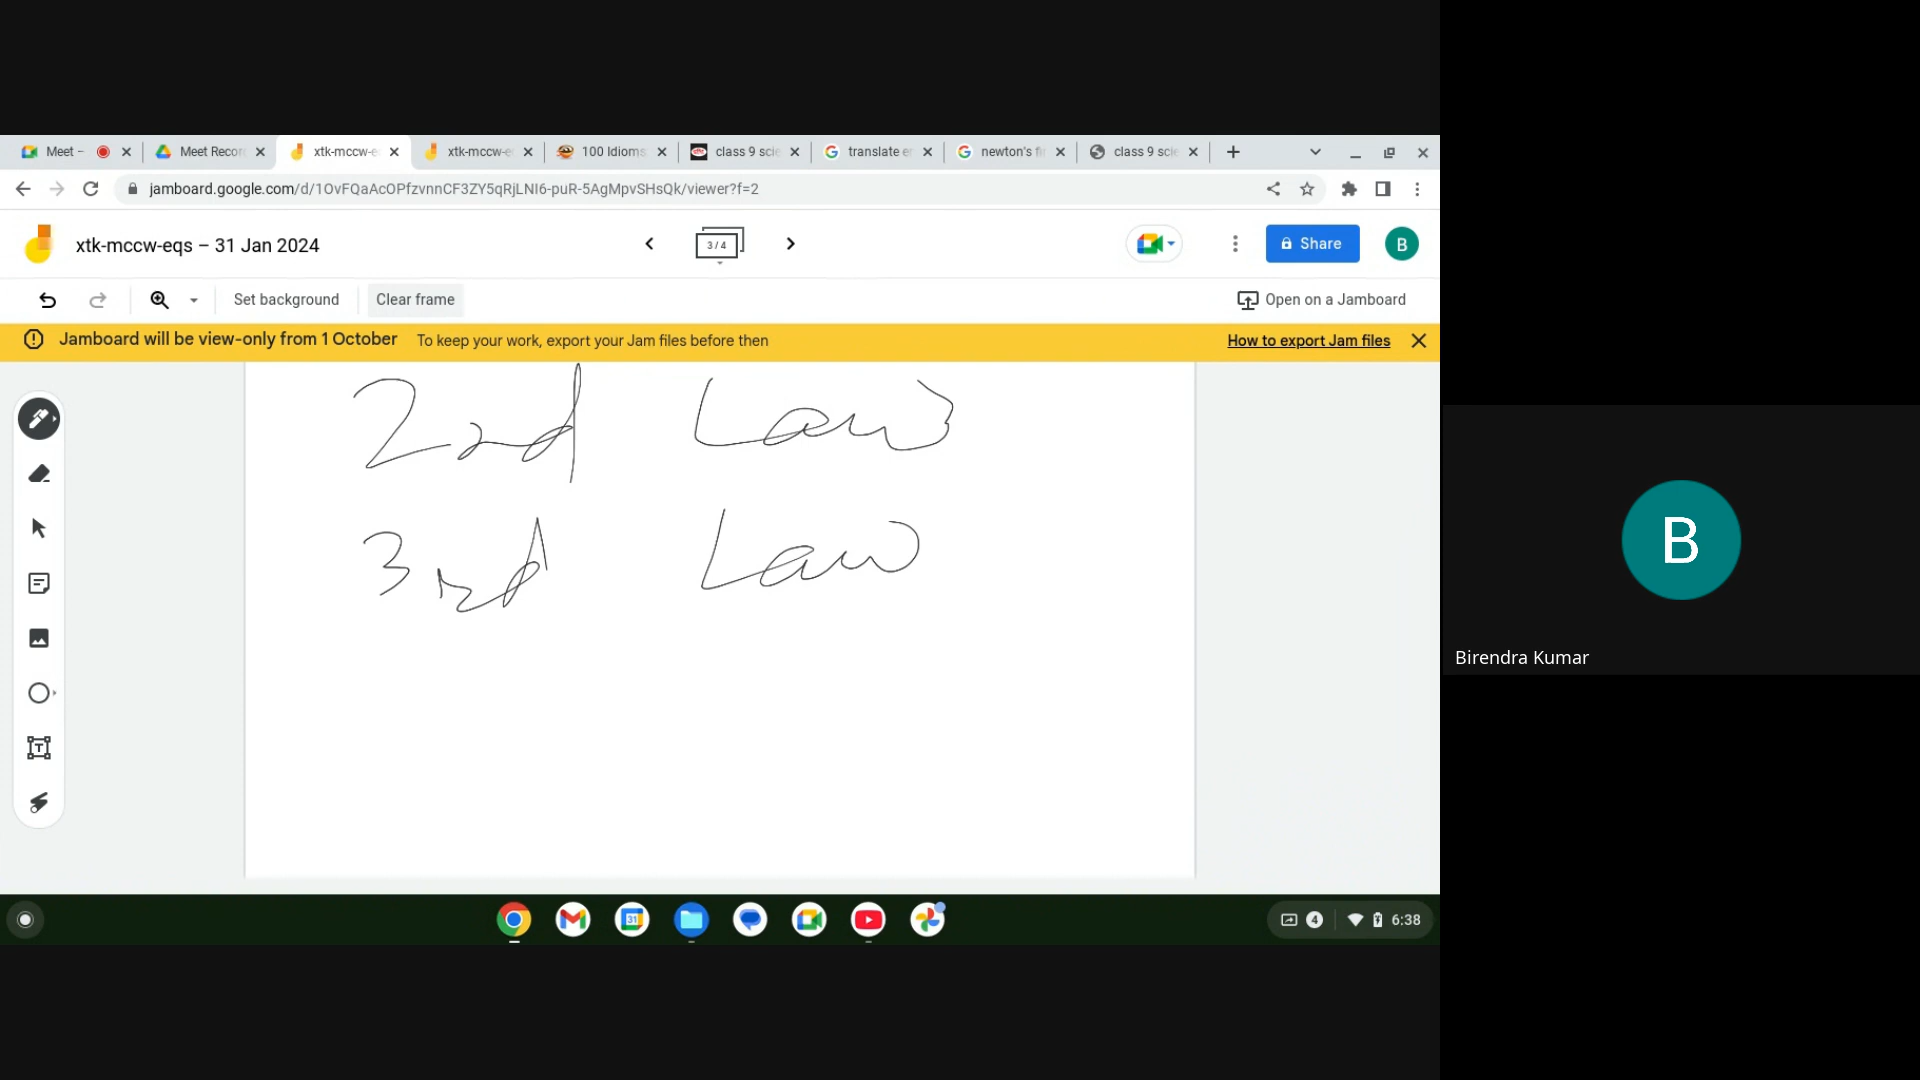 Meet – Meet Recor xtk-mccw-e xtk-mccw-e 100 Idioms class 9 scie translate e newton's fi class 9 scie
jamboard.google.com/d/1OvFQaAcOPfzvnnCF3ZY5qRjLNI6-puR-5AgMpvSHsQk/viewer?f=2
xtk-mccw-eqs – 31 Jan 2024 3 / 4 Share B
Set background Clear frame Open on a Jamboard
Jamboard will be view-only from 1 October To keep your work, export your Jam files before then How to export Jam files
2nd Law
3rd Law
B
Birendra Kumar
31 4 6:38